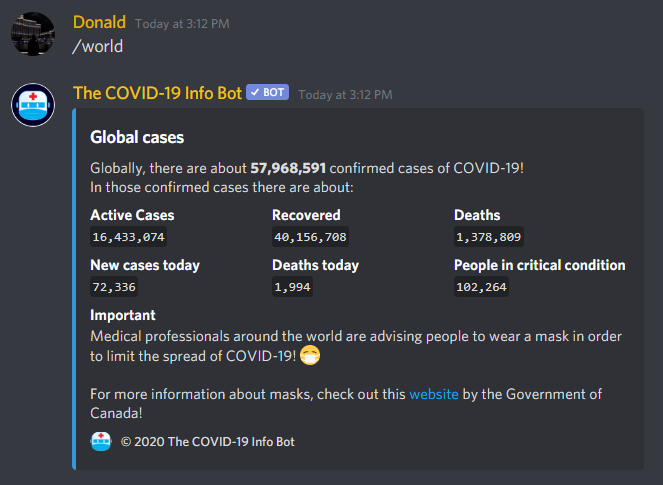 Donald Today at 3:12 PM
/world
The COVID-19 Info Bot ✓ BOT Today at 3:12 PM
Global cases
Globally, there are about 57,968,591 confirmed cases of COVID-19!
In those confirmed cases there are about:
Active Cases Recovered Deaths
16,433,074 40,156,708 1,378,809
New cases today Deaths today People in critical condition
72,336 1,994 102,264
Important
Medical professionals around the world are advising people to wear a mask in order
to limit the spread of COVID-19! 😷
For more information about masks, check out this website by the Government of
Canada!
© 2020 The COVID-19 Info Bot